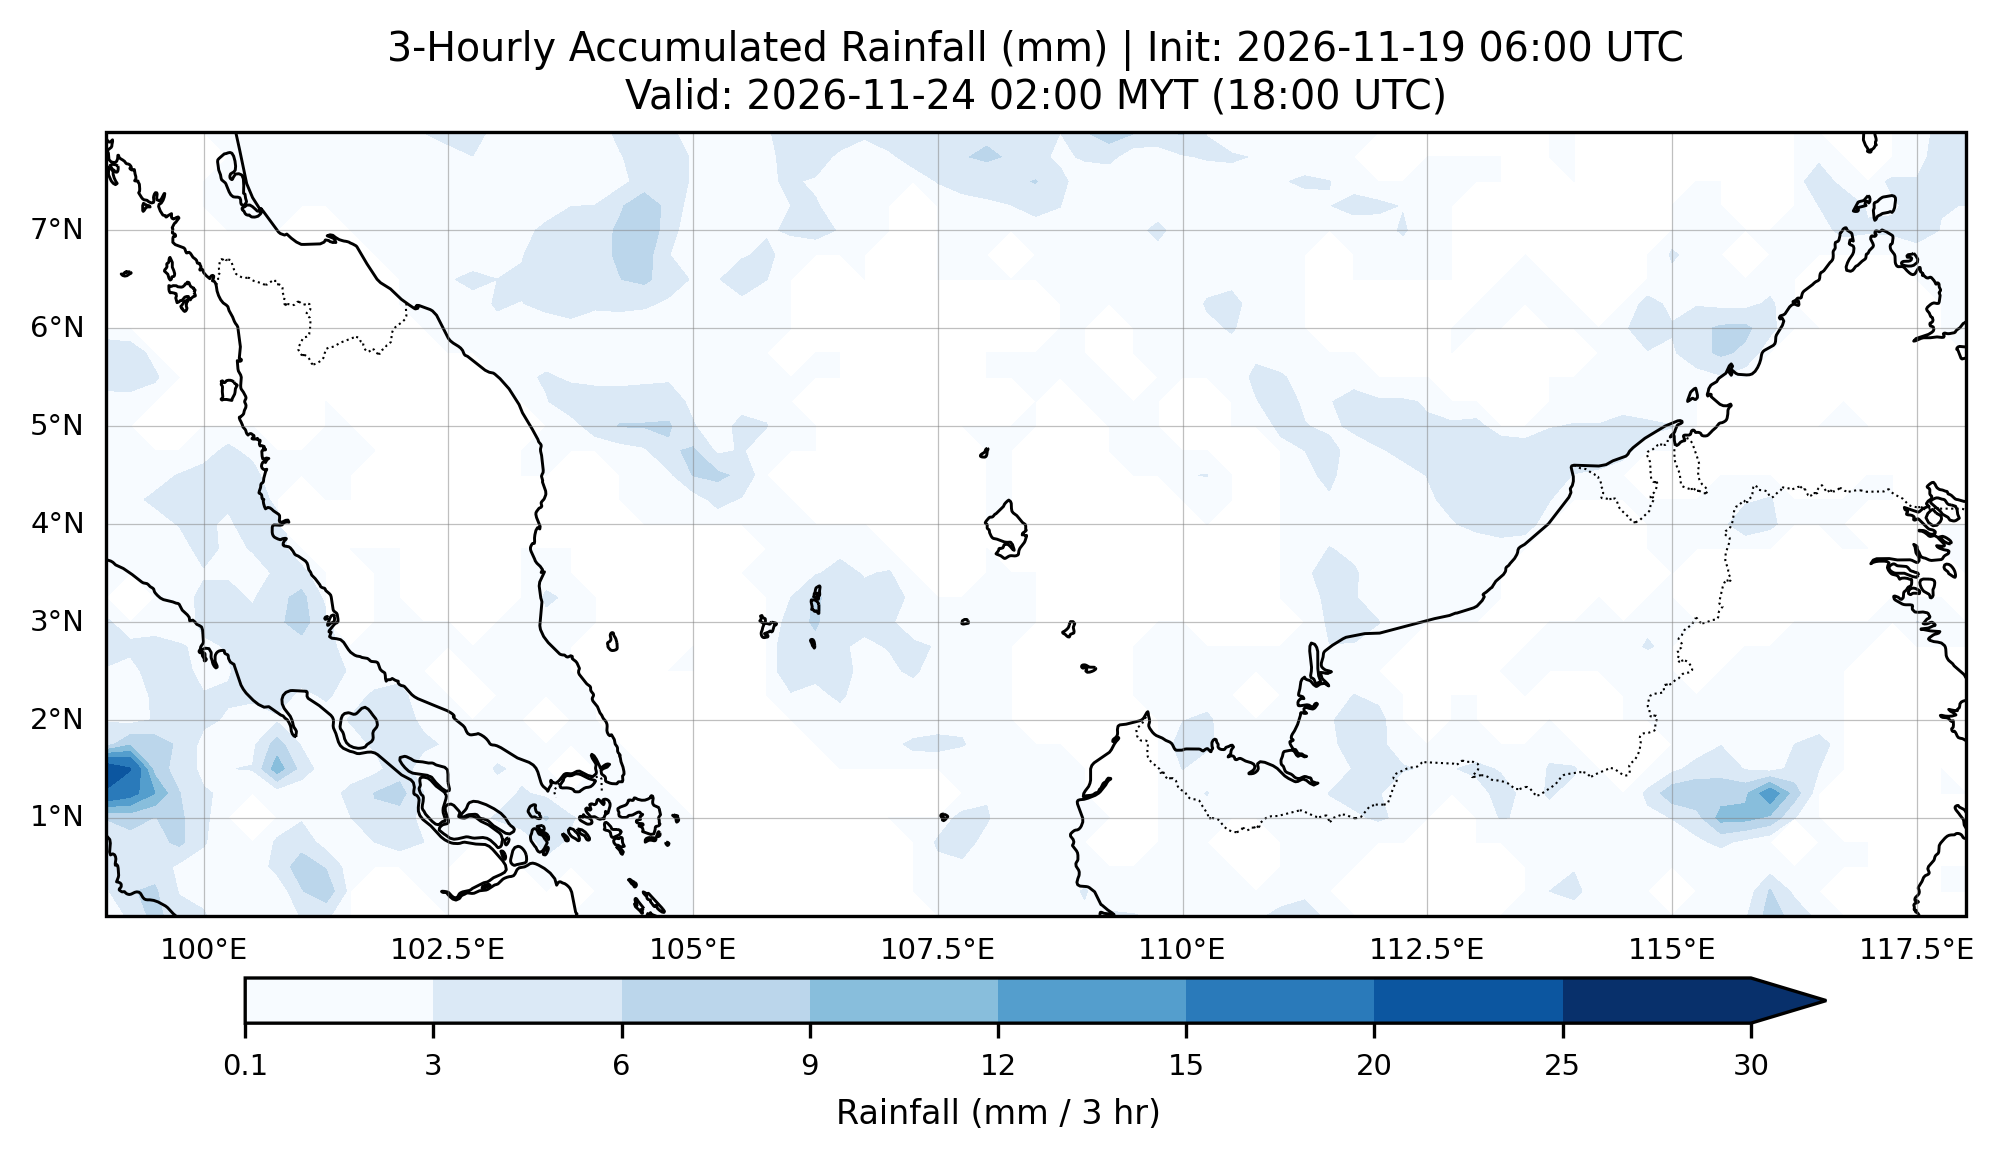 3-Hourly Accumulated Rainfall (mm) | Init: 2026-11-19 06:00 UTC
Valid: 2026-11-24 02:00 MYT (18:00 UTC)
7°N
6°N
5°N
4°N
3°N
2°N
1°N
100°E 102.5°E 105°E 107.5°E 110°E 112.5°E 115°E 117.5°E
0.1 3 6 9 12 15 20 25 30
Rainfall (mm / 3 hr)